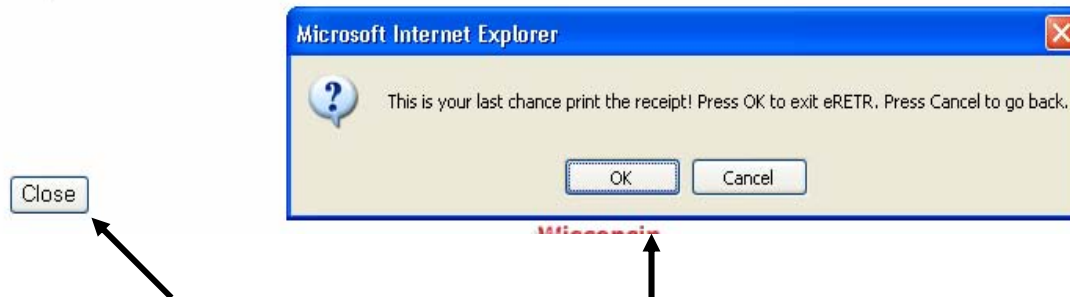 Microsoft Internet Explorer
This is your last chance print the receipt! Press OK to exit eRETR. Press Cancel to go back.
OK Cancel
Close
Wisconsin